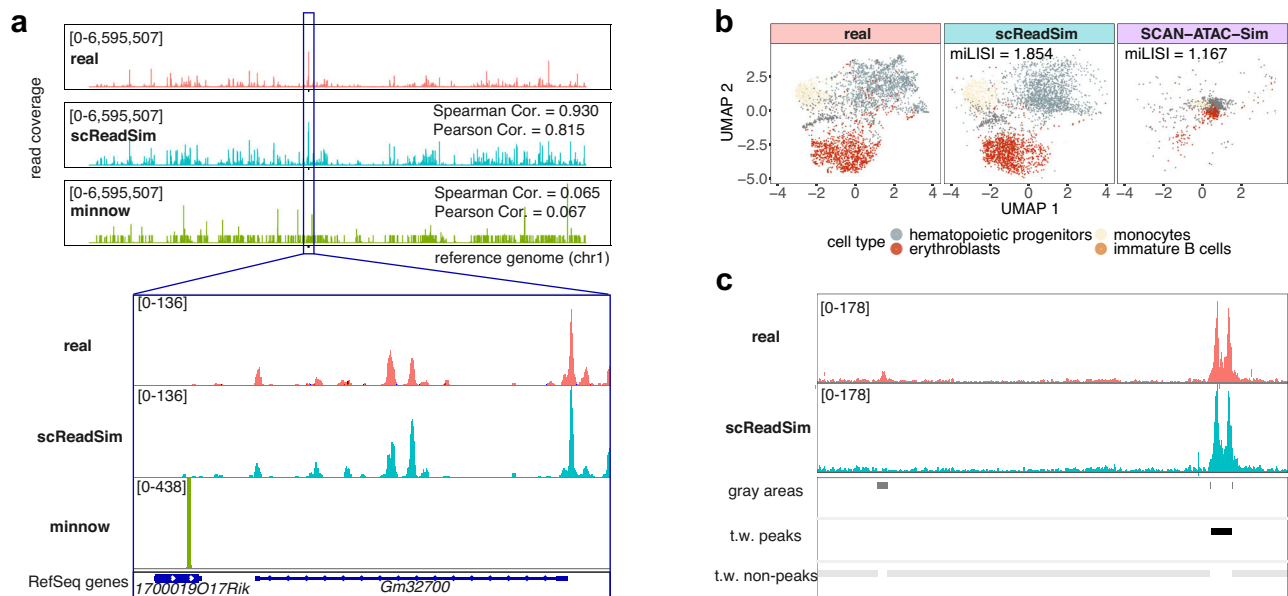 a
[0-6,595,507]
real
[0-6,595,507]
scReadSim
Spearman Cor. = 0.930
Pearson Cor. = 0.815
[0-6,595,507]
minnow
Spearman Cor. = 0.065
Pearson Cor. = 0.067
read coverage
reference genome (chr1)
[0-136]
real
[0-136]
scReadSim
[0-438]
minnow
RefSeq genes
1700019O17Rik
Gm32700
b
real
scReadSim
SCAN−ATAC−Sim
miLISI = 1.854
miLISI = 1.167
UMAP 2
2.5
0.0
−2.5
−5.0
−4 −2 0 2 4
−4 −2 0 2 4
−4 −2 0 2
UMAP 1
cell type
hematopoietic progenitors
monocytes
erythroblasts
immature B cells
c
[0-178]
real
[0-178]
scReadSim
gray areas
t.w. peaks
t.w. non-peaks